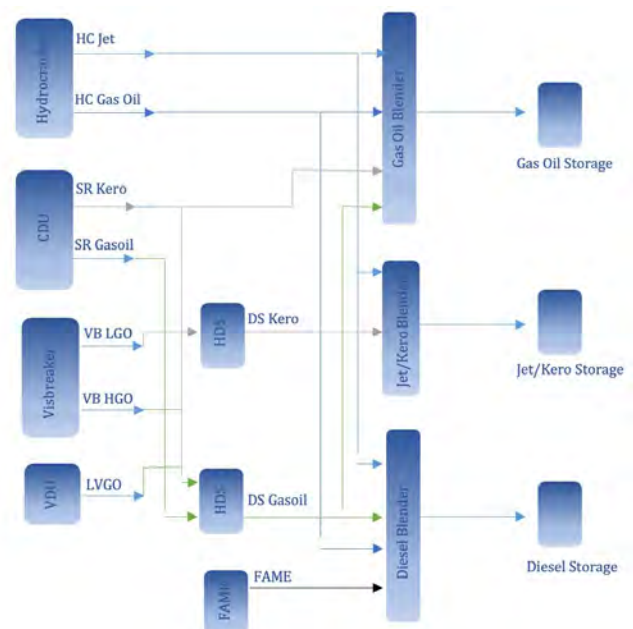 Hydrocracker
HC Jet
HC Gas Oil
Gas Oil Blender
Gas Oil Storage
CDU
SR Kero
SR Gasoil
Visbreaker
VB LGO
VB HGO
HDS
DS Kero
Jet/Kero Blender
Jet/Kero Storage
VDU
LVGO
HDS
DS Gasoil
Diesel Blender
Diesel Storage
FAME
FAME